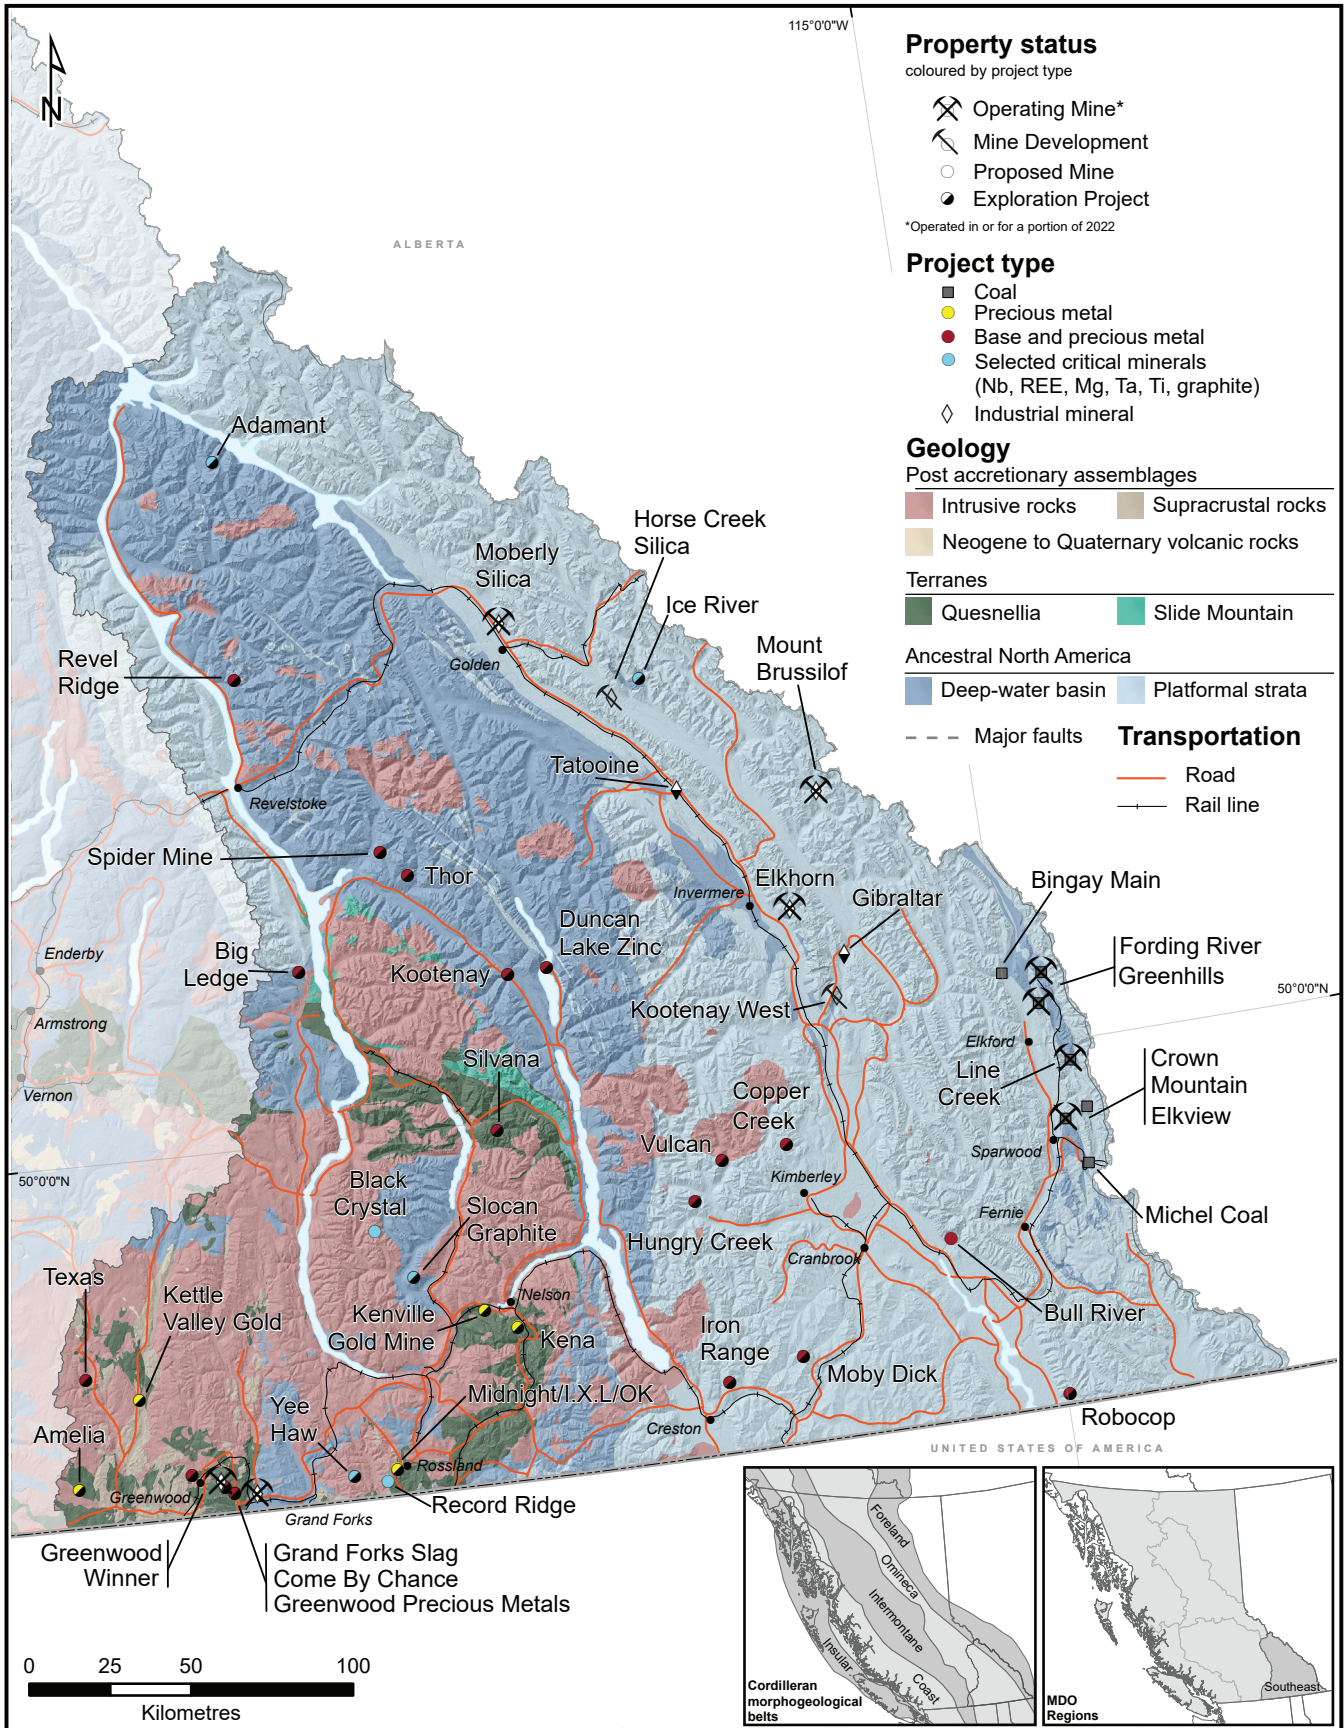 115°0'0"W
Property status
coloured by project type
Operating Mine*
Mine Development
Proposed Mine
Exploration Project
*Operated in or for a portion of 2022
Project type
Coal
Precious metal
Base and precious metal
Selected critical minerals
(Nb, REE, Mg, Ta, Ti, graphite)
Industrial mineral
Geology
Post accretionary assemblages
Intrusive rocks
Supracrustal rocks
Neogene to Quaternary volcanic rocks
Terranes
Quesnellia
Slide Mountain
Ancestral North America
Deep-water basin
Platformal strata
Major faults
Transportation
Road
Rail line
N
ALBERTA
Adamant
Horse Creek
Silica
Moberly
Silica
Ice River
Mount
Brussilof
Golden
Revel
Ridge
Tatooine
Revelstoke
Spider Mine
Thor
Invermere
Elkhorn
Gibraltar
Bingay Main
Duncan
Lake Zinc
Fording River
Greenhills
Enderby
Big
Ledge
Kootenay
50°0'0"N
Kootenay West
Armstrong
Elkford
Silvana
Line
Creek
Crown
Mountain
Elkview
Vernon
Copper
Creek
Vulcan
Sparwood
50°0'0"N
Black
Crystal
Kimberley
Slocan
Graphite
Fernie
Michel Coal
Hungry Creek
Cranbrook
Texas
Kettle
Valley Gold
Nelson
Kenville
Gold Mine
Kena
Bull River
Iron
Range
Moby Dick
Midnight/I.X.L/OK
Yee
Haw
Robocop
Amelia
Creston
UNITED STATES OF AMERICA
Rossland
Greenwood
Record Ridge
Grand Forks
Greenwood
Winner
Grand Forks Slag
Come By Chance
Greenwood Precious Metals
0 25 50 100
Kilometres
Foreland
Omineca
Intermontane
Insular
Coast
Cordilleran
morphogeological
belts
Southeast
MDO
Regions